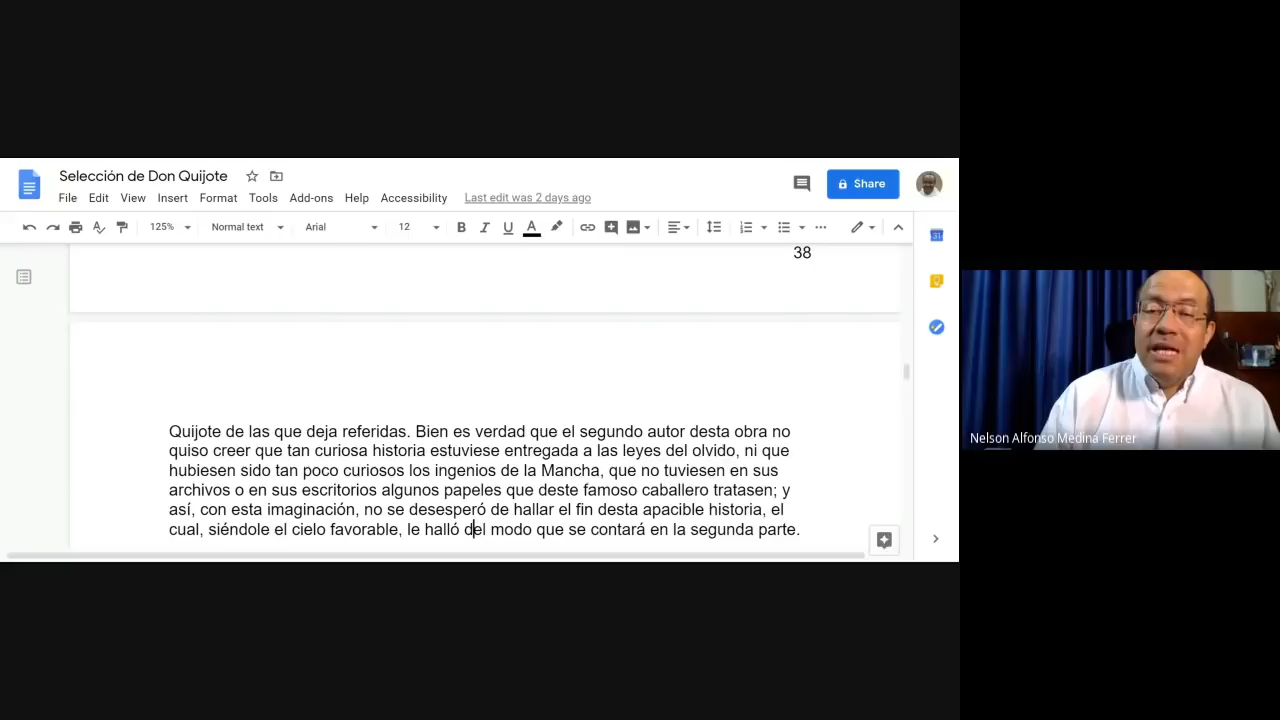 Selección de Don Quijote
File Edit View Insert Format Tools Add-ons Help Accessibility Last edit was 2 days ago
Share
125% Normal text Arial 12 B I U A
31
38
Quijote de las que deja referidas. Bien es verdad que el segundo autor desta obra no
quiso creer que tan curiosa historia estuviese entregada a las leyes del olvido, ni que
hubiesen sido tan poco curiosos los ingenios de la Mancha, que no tuviesen en sus
archivos o en sus escritorios algunos papeles que deste famoso caballero tratasen; y
así, con esta imaginación, no se desesperó de hallar el fin desta apacible historia, el
cual, siéndole el cielo favorable, le halló del modo que se contará en la segunda parte.
Nelson Alfonso Medina Ferrer